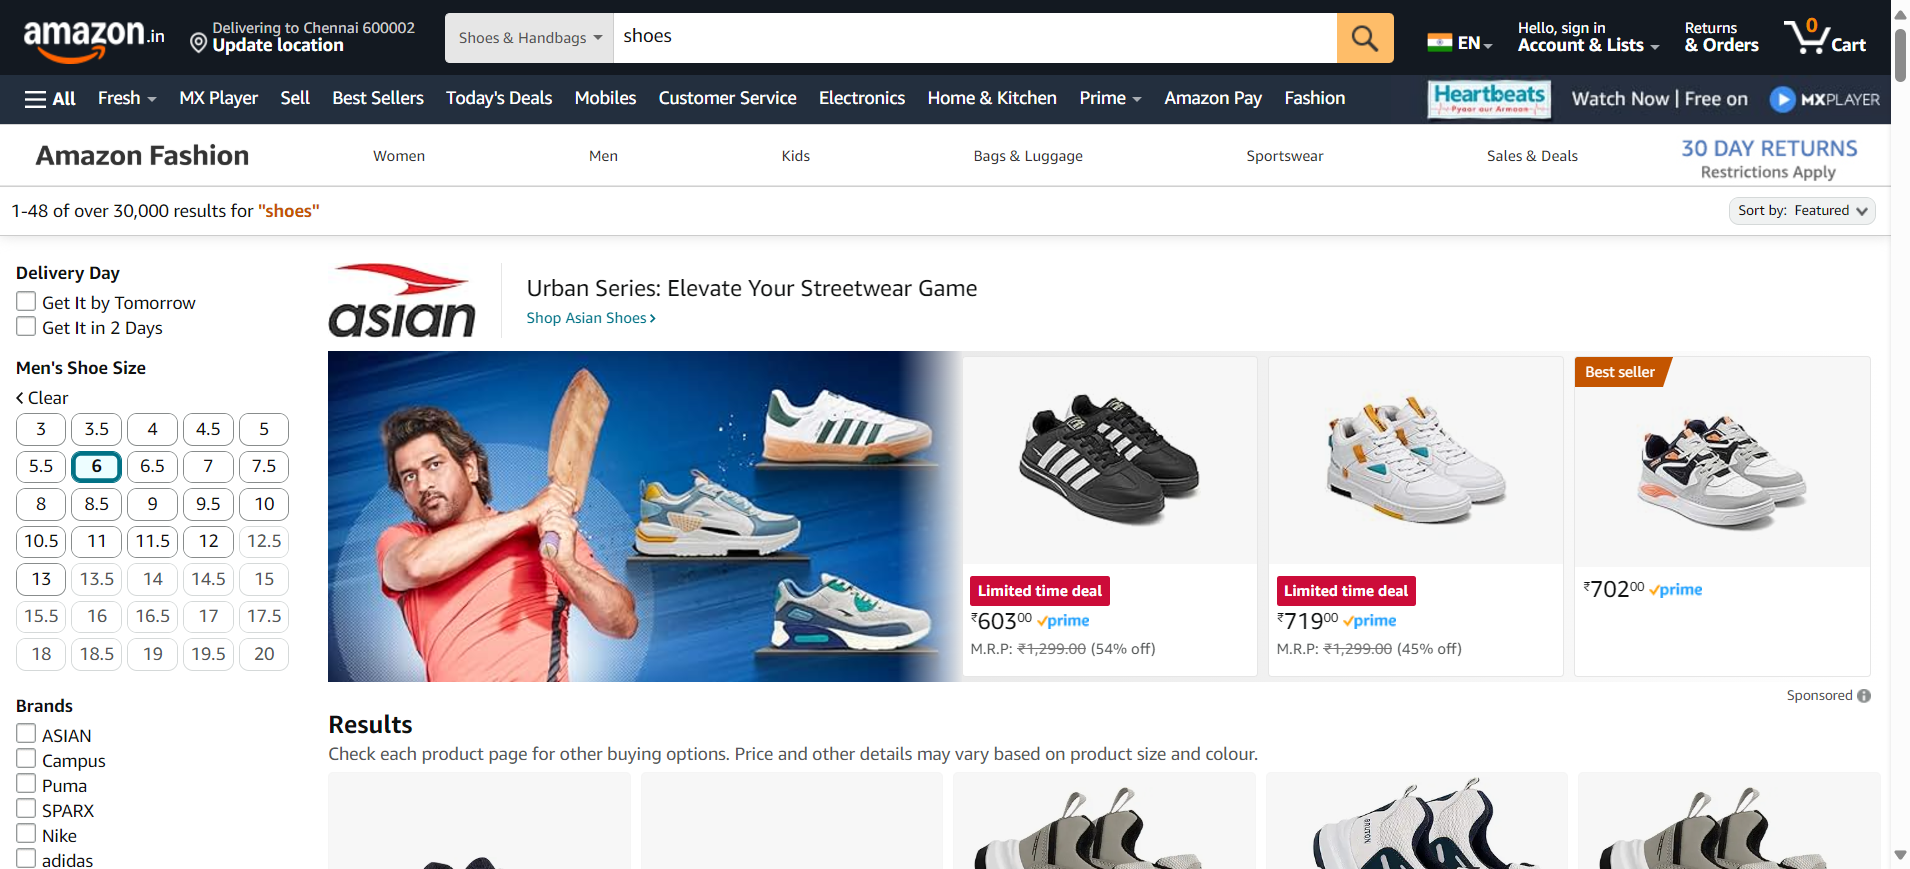 amazon.in
Delivering to Chennai 600002
Update location
Shoes & Handbags
shoes
EN
Hello, sign in
Account & Lists
Returns
& Orders
0
Cart
All
Fresh
MX Player
Sell
Best Sellers
Today's Deals
Mobiles
Customer Service
Electronics
Home & Kitchen
Prime
Amazon Pay
Fashion
Heartbeats
Pyaar aur Armaan
Watch Now | Free on
MXPLAYER
Amazon Fashion
Women
Men
Kids
Bags & Luggage
Sportswear
Sales & Deals
30 DAY RETURNS
Restrictions Apply
1-48 of over 30,000 results for "shoes"
Sort by: Featured
Delivery Day
Get It by Tomorrow
Get It in 2 Days
Men's Shoe Size
Clear
3 3.5 4 4.5 5
5.5 6 6.5 7 7.5
8 8.5 9 9.5 10
10.5 11 11.5 12 12.5
13 13.5 14 14.5 15
15.5 16 16.5 17 17.5
18 18.5 19 19.5 20
Brands
ASIAN
Campus
Puma
SPARX
Nike
adidas
asian
Urban Series: Elevate Your Streetwear Game
Shop Asian Shoes
Limited time deal
₹60300 prime
M.R.P: ₹1,299.00 (54% off)
Limited time deal
₹71900 prime
M.R.P: ₹1,299.00 (45% off)
Best seller
₹70200 prime
Sponsored
Results
Check each product page for other buying options. Price and other details may vary based on product size and colour.
BRUTON